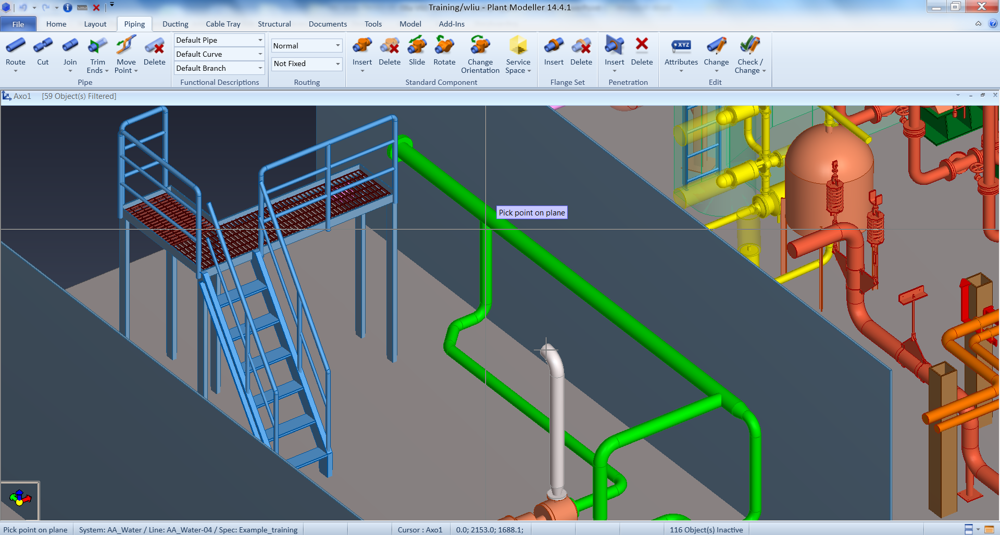 Training/wliu - Plant Modeller 14.4.1
File Home Layout Piping Ducting Cable Tray Structural Documents Tools Model Add-Ins
Route Cut Join Trim Ends Move Point Delete
Pipe
Default Pipe
Default Curve
Default Branch
Functional Descriptions
Normal
Not Fixed
Routing
Insert Delete Slide Rotate Change Orientation Service Space
Standard Component
Insert Delete
Flange Set
Insert Delete
Penetration
XYZ
Attributes Change Check / Change
Edit
Axo1 [59 Object(s) Filtered]
Pick point on plane
Pick point on plane System: AA_Water / Line: AA_Water-04 / Spec: Example_training Cursor : Axo1 0.0; 2153.0; 1688.1; 116 Object(s) Inactive